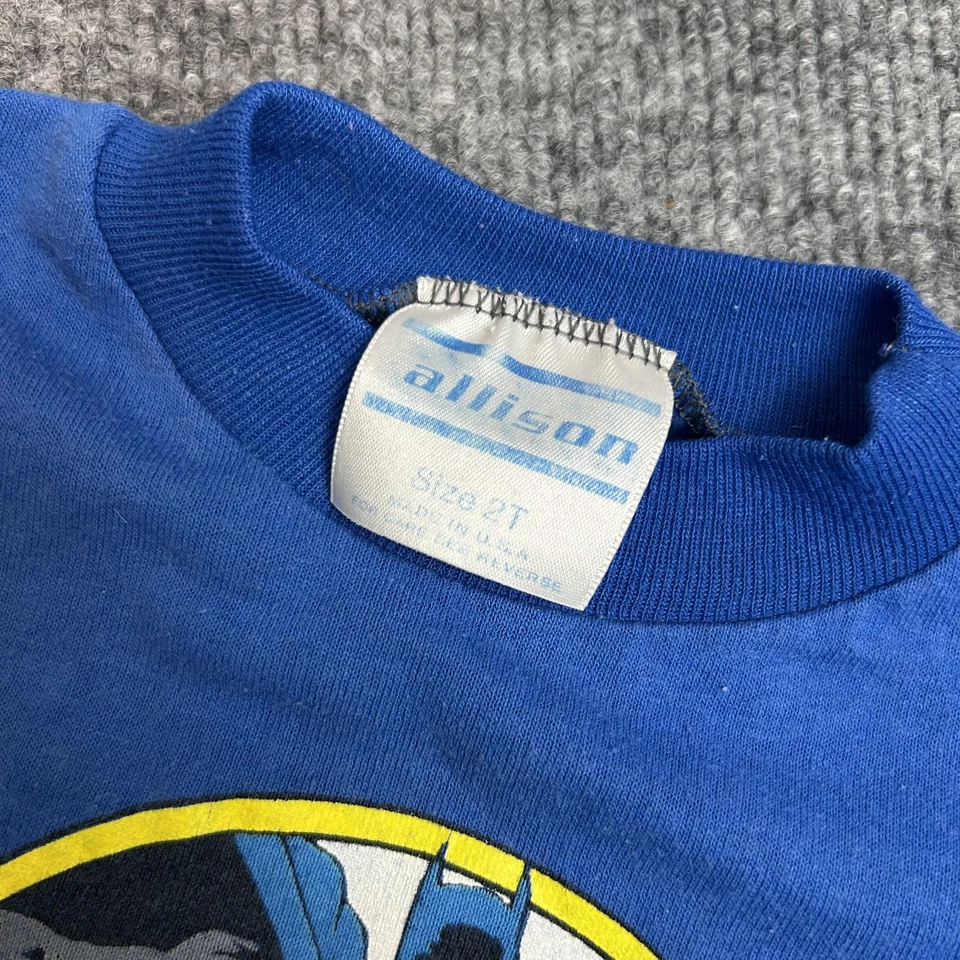 allison
Size 2T
MADE IN U.S.A
FOR CARE SEE REVERSE